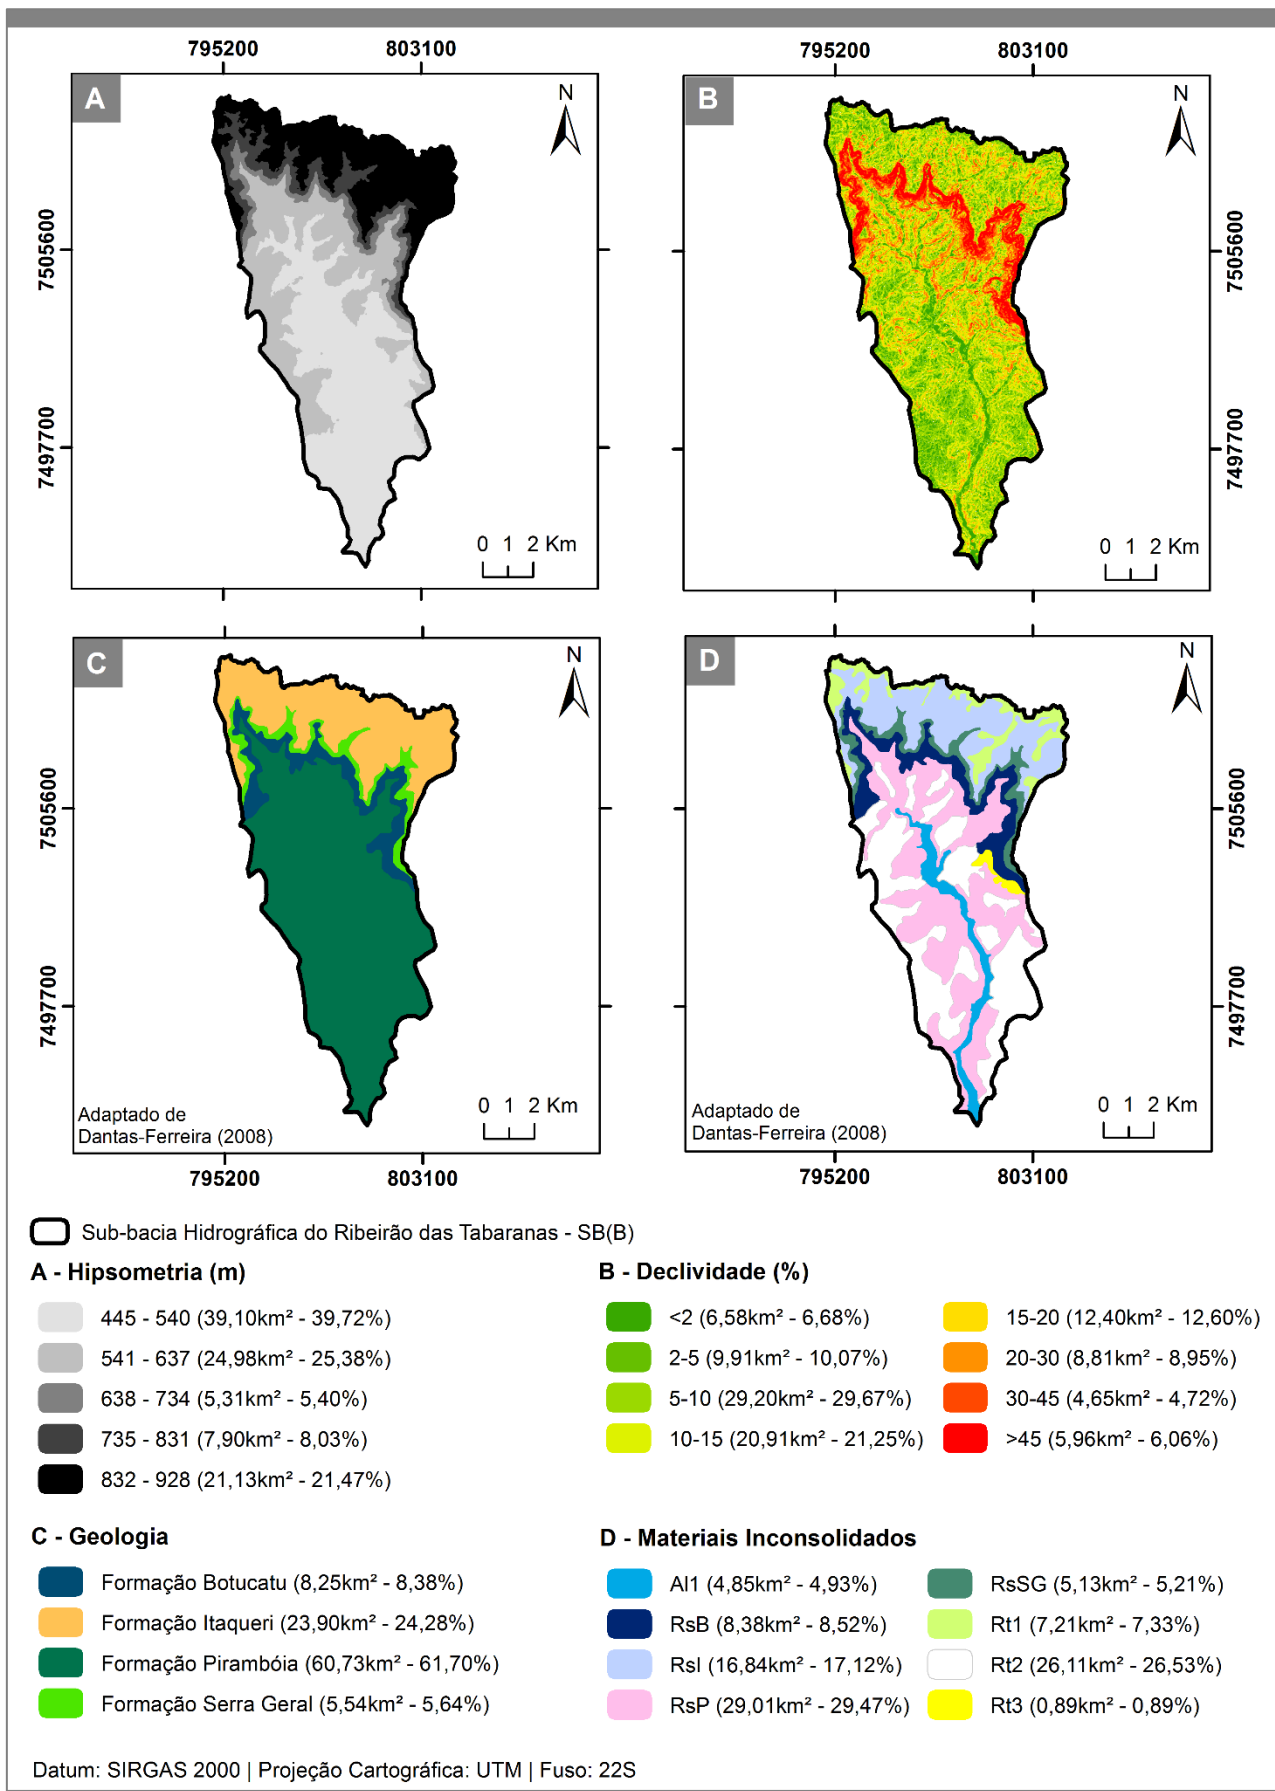 795200
803100
795200
803100
A
N
B
N
7505600
7497700
7505600
7497700
0 1 2 Km
0 1 2 Km
C
N
D
N
7505600
7497700
7505600
7497700
Adaptado de
Dantas-Ferreira (2008)
0 1 2 Km
Adaptado de
Dantas-Ferreira (2008)
0 1 2 Km
795200
803100
795200
803100
Sub-bacia Hidrográfica do Ribeirão das Tabaranas - SB(B)
A - Hipsometria (m)
445 - 540 (39,10km² - 39,72%)
541 - 637 (24,98km² - 25,38%)
638 - 734 (5,31km² - 5,40%)
735 - 831 (7,90km² - 8,03%)
832 - 928 (21,13km² - 21,47%)
B - Declividade (%)
<2 (6,58km² - 6,68%)
2-5 (9,91km² - 10,07%)
5-10 (29,20km² - 29,67%)
10-15 (20,91km² - 21,25%)
15-20 (12,40km² - 12,60%)
20-30 (8,81km² - 8,95%)
30-45 (4,65km² - 4,72%)
>45 (5,96km² - 6,06%)
C - Geologia
Formação Botucatu (8,25km² - 8,38%)
Formação Itaqueri (23,90km² - 24,28%)
Formação Pirambóia (60,73km² - 61,70%)
Formação Serra Geral (5,54km² - 5,64%)
D - Materiais Inconsolidados
Al1 (4,85km² - 4,93%)
RsB (8,38km² - 8,52%)
RsI (16,84km² - 17,12%)
RsP (29,01km² - 29,47%)
RsSG (5,13km² - 5,21%)
Rt1 (7,21km² - 7,33%)
Rt2 (26,11km² - 26,53%)
Rt3 (0,89km² - 0,89%)
Datum: SIRGAS 2000 | Projeção Cartográfica: UTM | Fuso: 22S